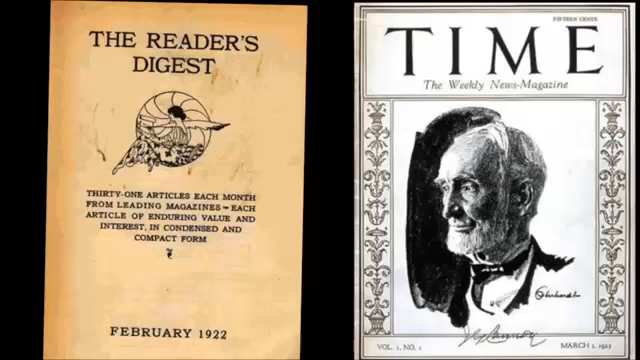 THE READER'S
DIGEST
THIRTY-ONE ARTICLES EACH MONTH
FROM LEADING MAGAZINES – EACH
ARTICLE OF ENDURING VALUE AND
INTEREST, IN CONDENSED AND
COMPACT FORM
FEBRUARY 1922
FIFTEEN CENTS
TIME
The Weekly News-Magazine
VOL. 1, NO. 1
MARCH 3, 1923